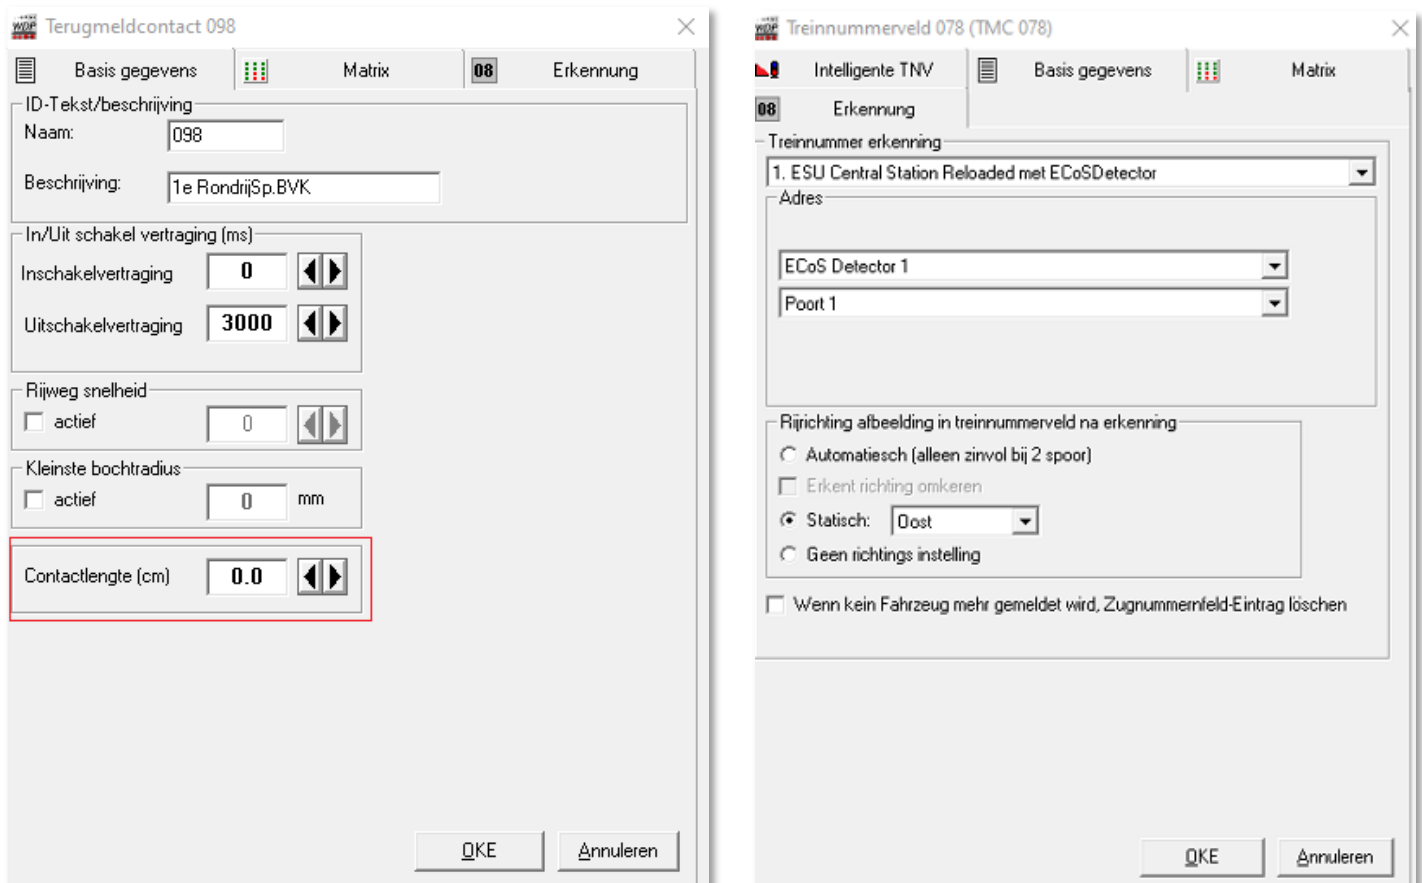 Terugmeldcontact 098
Basis gegevens
Matrix
08
Erkennung
ID-Tekst/beschrijving
Naam:
098
Beschrijving:
1e RondrijSp.BVK
In/Uit schakel vertraging (ms)
Inschakelvertraging
0
Uitschakelvertraging
3000
Rijweg snelheid
actief
0
Kleinste bochtradius
actief
0
mm
Contactlengte (cm)
0.0
OKE
Annuleren
Treinnummerveld 078 (TMC 078)
Intelligente TNV
Basis gegevens
Matrix
08
Erkennung
Treinnummer erkenning
1. ESU Central Station Reloaded met ECoSDetector
Adres
ECoS Detector 1
Poort 1
Rijrichting afbeelding in treinnummerveld na erkenning
Automatiesch (alleen zinvol bij 2 spoor)
Erkent richting omkeren
Statisch:
Oost
Geen richtings instelling
Wenn kein Fahrzeug mehr gemeldet wird, Zugnummernfeld-Eintrag löschen
OKE
Annuleren